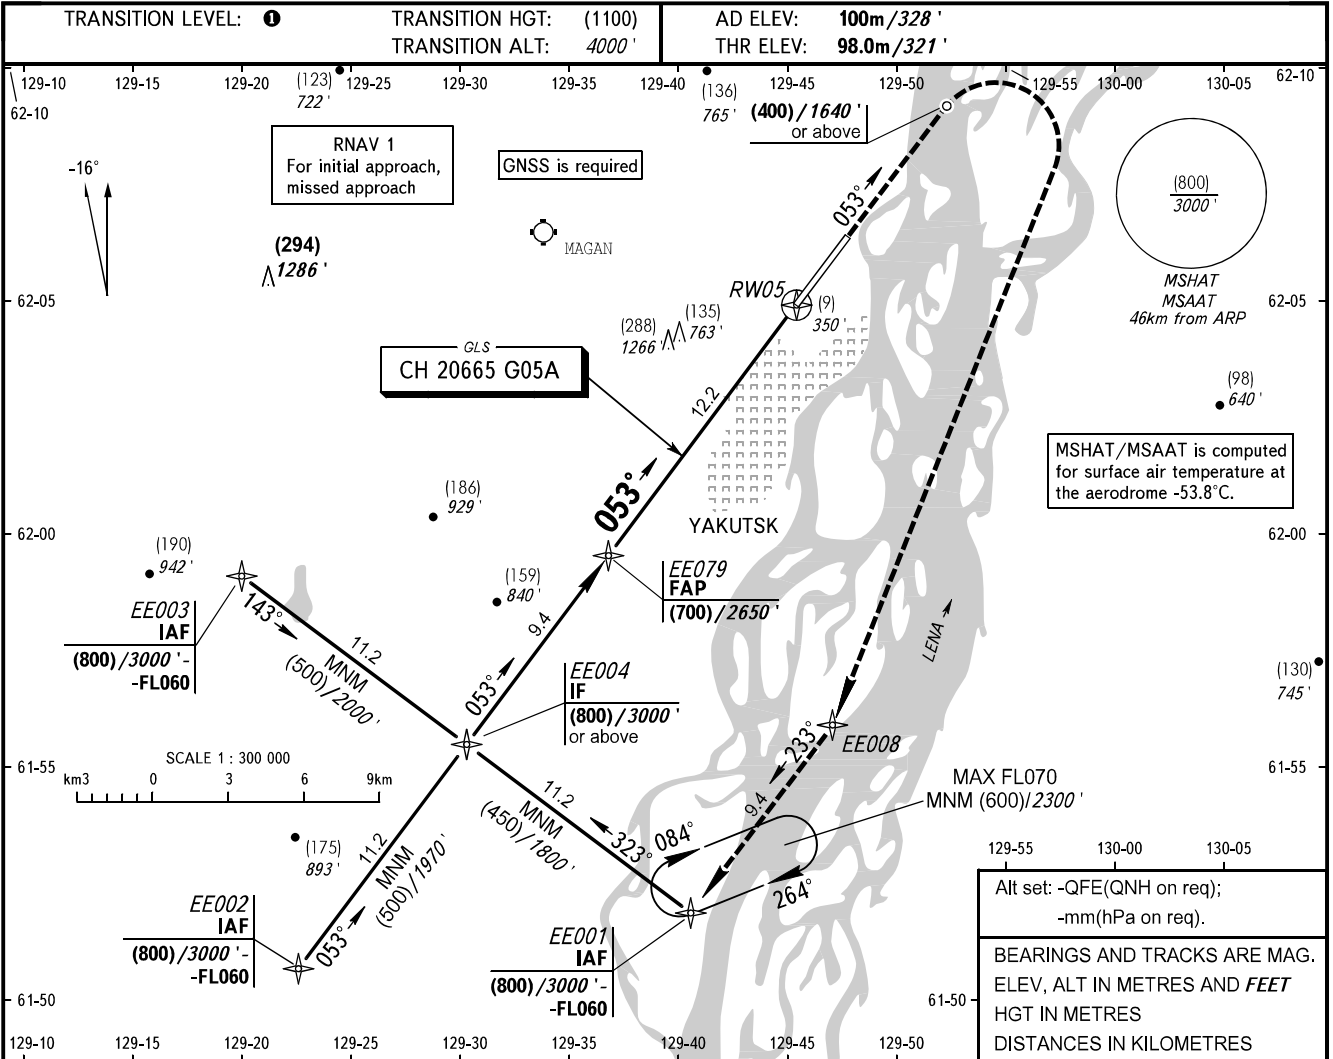 TRANSITION LEVEL: ❶
TRANSITION HGT: (1100)
TRANSITION ALT: 4000 '
AD ELEV: 100m/328 '
THR ELEV: 98.0m/321 '
129-10 129-15 129-20 129-25 129-30 129-35 129-40 129-45 129-50 129-55 130-00 130-05 62-10
62-10
(123)
722 '
(136)
765 '
(400)/1640 '
or above
RNAV 1
For initial approach,
missed approach
GNSS is required
-16°
(800)
3000 '
053°
(294)
1286 '
MAGAN
MSHAT
MSAAT
46km from ARP
62-05
RW05
(9)
350 '
62-05
(288)
1266 '
(135)
763 '
GLS
CH 20665 G05A
12.2
(98)
640 '
MSHAT/MSAAT is computed
for surface air temperature at
the aerodrome -53.8°C.
(186)
929 '
053°
YAKUTSK
62-00
62-00
(190)
942 '
(159)
840 '
EE079
FAP
(700)/2650 '
EE003
IAF
(800)/3000 '-
-FL060
143°
11.2
MNM
(500)/2000 '
9.4
053°
EE004
IF
(800)/3000 '
or above
LENA
(130)
745 '
EE008
233°
9.4
SCALE 1 : 300 000
km3 0 3 6 9km
61-55
61-55
MAX FL070
MNM (600)/2300 '
11.2
MNM
(450)/1800 '
323°
084°
264°
(175)
893 '
11.2
MNM
(500)/1970'
053°
EE002
IAF
(800)/3000 '-
-FL060
EE001
IAF
(800)/3000 '-
-FL060
129-55 130-00 130-05
Alt set: -QFE(QNH on req);
-mm(hPa on req).
BEARINGS AND TRACKS ARE MAG.
ELEV, ALT IN METRES AND FEET
HGT IN METRES
DISTANCES IN KILOMETRES
61-50
61-50
129-10 129-15 129-20 129-25 129-30 129-35 129-40 129-45 129-50